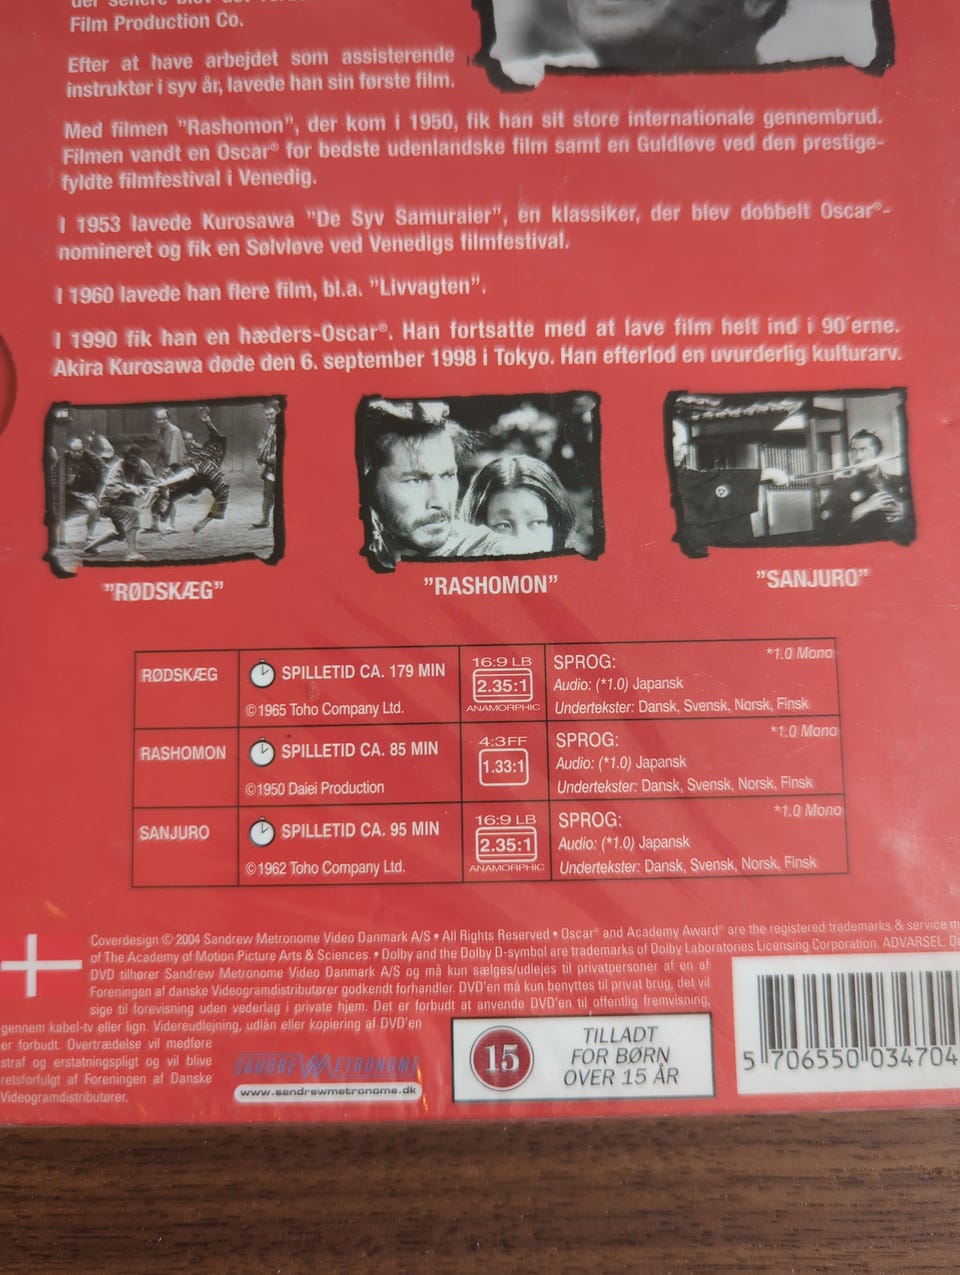 der senere blev det
Film Production Co.
Efter at have arbejdet som assisterende
instruktør i syv år, lavede han sin første film.
Med filmen ”Rashomon”, der kom i 1950, fik han sit store internationale gennembrud.
Filmen vandt en Oscar® for bedste udenlandske film samt en Guldløve ved den prestige-
fyldte filmfestival i Venedig.
I 1953 lavede Kurosawa ”De Syv Samuraier”, en klassiker, der blev dobbelt Oscar®-
nomineret og fik en Sølvløve ved Venedigs filmfestival.
I 1960 lavede han flere film, bl.a. ”Livvagten”.
I 1990 fik han en hæders-Oscar®. Han fortsatte med at lave film helt ind i 90´erne.
Akira Kurosawa døde den 6. september 1998 i Tokyo. Han efterlod en uvurderlig kulturarv.
”RØDSKÆG”
”RASHOMON”
”SANJURO”
RØDSKÆG
SPILLETID CA. 179 MIN
©1965 Toho Company Ltd.
16:9 LB
2.35:1
ANAMORPHIC
*1.0 Mono
SPROG:
Audio: (*1.0) Japansk
Undertekster: Dansk, Svensk, Norsk, Finsk
RASHOMON
SPILLETID CA. 85 MIN
©1950 Daiei Production
4:3FF
1.33:1
*1.0 Mono
SPROG:
Audio: (*1.0) Japansk
Undertekster: Dansk, Svensk, Norsk, Finsk
SANJURO
SPILLETID CA. 95 MIN
©1962 Toho Company Ltd.
16:9 LB
2.35:1
ANAMORPHIC
*1.0 Mono
SPROG:
Audio: (*1.0) Japansk
Undertekster: Dansk, Svensk, Norsk, Finsk
Coverdesign © 2004 Sandrew Metronome Video Danmark A/S • All Rights Reserved • Oscar® and Academy Award® are the registered trademarks & service
of The Academy of Motion Picture Arts & Sciences. • Dolby and the Dolby D-symbol are trademarks of Dolby Laboratories Licensing Corporation. ADVARSEL.
DVD tilhører Sandrew Metronome Video Danmark A/S og må kun sælges/udlejes til privatpersoner af en af
Foreningen af danske Videogramdistributører godkendt forhandler. DVD'en må kun benyttes til privat brug, det vil
sige til forevisning uden vederlag i private hjem. Det er forbudt at anvende DVD'en til offentlig fremvisning,
gennem kabel-tv eller lign. Videreudlejning, udlån eller kopiering af DVD'en
er forbudt. Overtrædelse vil medføre
straf og erstatningspligt og vil blive
retsforfulgt af Foreningen af Danske
Videogramdistributører.
SANDREW METRONOME
www.sandrewmetronome.dk
15
TILLADT
FOR BØRN
OVER 15 ÅR
5 706550 034704